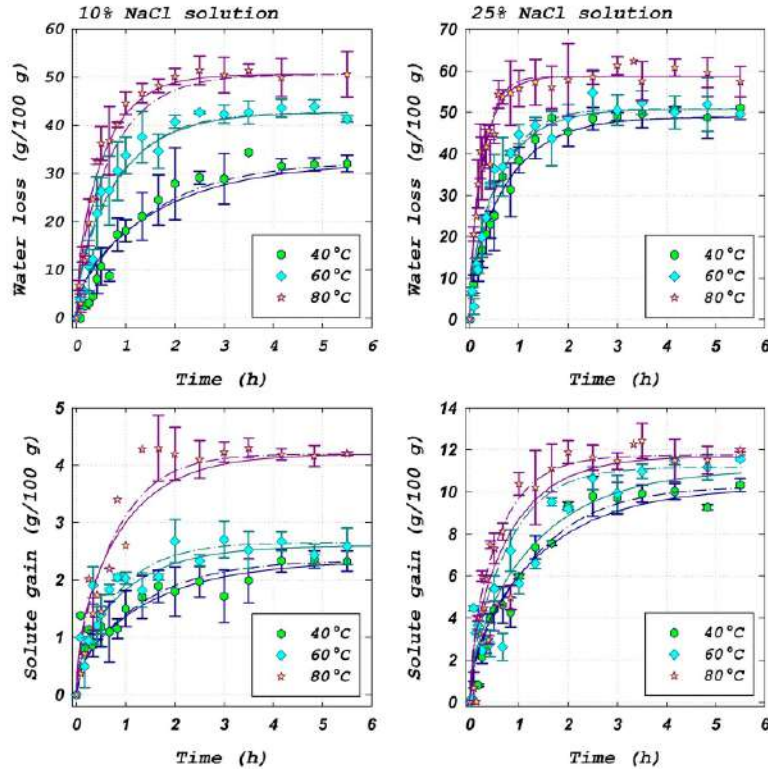 10% NaCl solution
Water loss (g/100 g)
60
50
40
30
20
10
0
40°C
60°C
80°C
0 1 2 3 4 5 6
Time (h)
25% NaCl solution
Water loss (g/100 g)
70
60
50
40
30
20
10
0
40°C
60°C
80°C
0 1 2 3 4 5 6
Time (h)
Solute gain (g/100 g)
5
4
3
2
1
0
40°C
60°C
80°C
0 1 2 3 4 5 6
Time (h)
Solute gain (g/100 g)
14
12
10
8
6
4
2
0
40°C
60°C
80°C
0 1 2 3 4 5 6
Time (h)